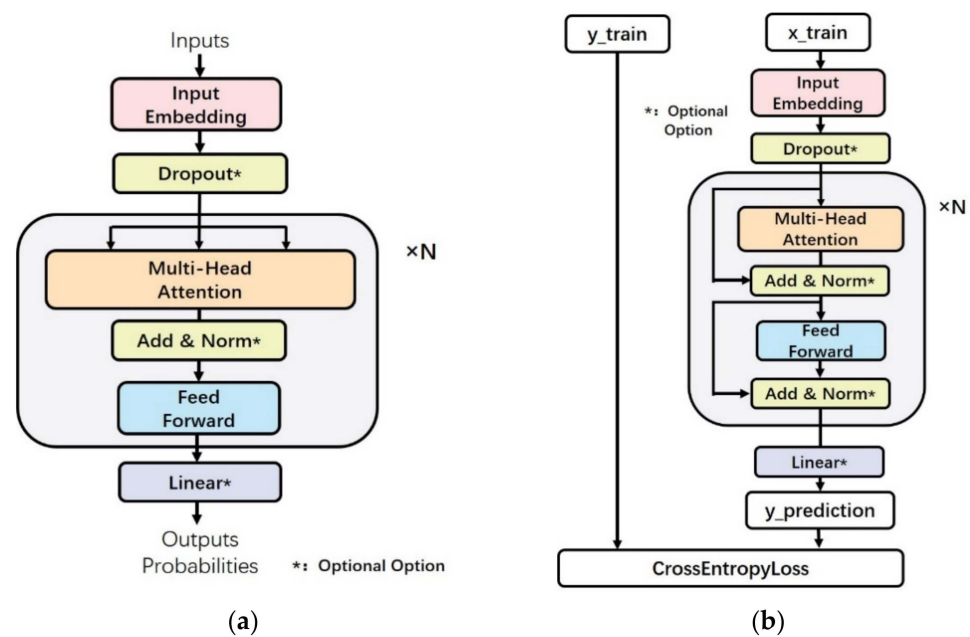 Inputs
Input
Embedding
Dropout*
×N
Multi-Head
Attention
Add & Norm*
Feed
Forward
Linear*
Outputs
Probabilities
*: Optional Option
(a)
y_train
x_train
Input
Embedding
*: Optional
Option
Dropout*
×N
Multi-Head
Attention
Add & Norm*
Feed
Forward
Add & Norm*
Linear*
y_prediction
CrossEntropyLoss
(b)